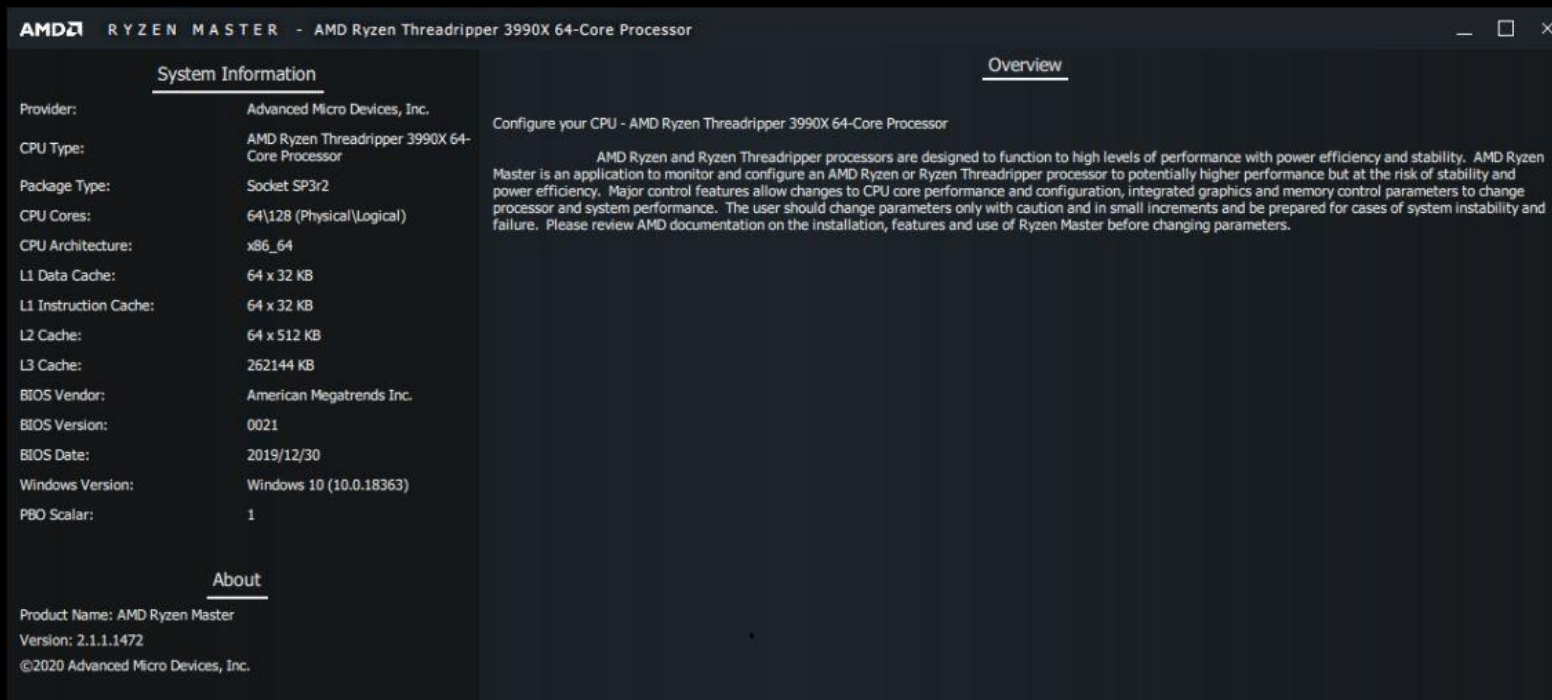 AMD RYZEN MASTER - AMD Ryzen Threadripper 3990X 64-Core Processor
System Information
Provider: Advanced Micro Devices, Inc.
CPU Type: AMD Ryzen Threadripper 3990X 64-
Core Processor
Package Type: Socket SP3r2
CPU Cores: 64\128 (Physical\Logical)
CPU Architecture: x86_64
L1 Data Cache: 64 x 32 KB
L1 Instruction Cache: 64 x 32 KB
L2 Cache: 64 x 512 KB
L3 Cache: 262144 KB
BIOS Vendor: American Megatrends Inc.
BIOS Version: 0021
BIOS Date: 2019/12/30
Windows Version: Windows 10 (10.0.18363)
PBO Scalar: 1
About
Product Name: AMD Ryzen Master
Version: 2.1.1.1472
©2020 Advanced Micro Devices, Inc.
Overview
Configure your CPU - AMD Ryzen Threadripper 3990X 64-Core Processor
AMD Ryzen and Ryzen Threadripper processors are designed to function to high levels of performance with power efficiency and stability. AMD Ryzen
Master is an application to monitor and configure an AMD Ryzen or Ryzen Threadripper processor to potentially higher performance but at the risk of stability and
power efficiency. Major control features allow changes to CPU core performance and configuration, integrated graphics and memory control parameters to change
processor and system performance. The user should change parameters only with caution and in small increments and be prepared for cases of system instability and
failure. Please review AMD documentation on the installation, features and use of Ryzen Master before changing parameters.